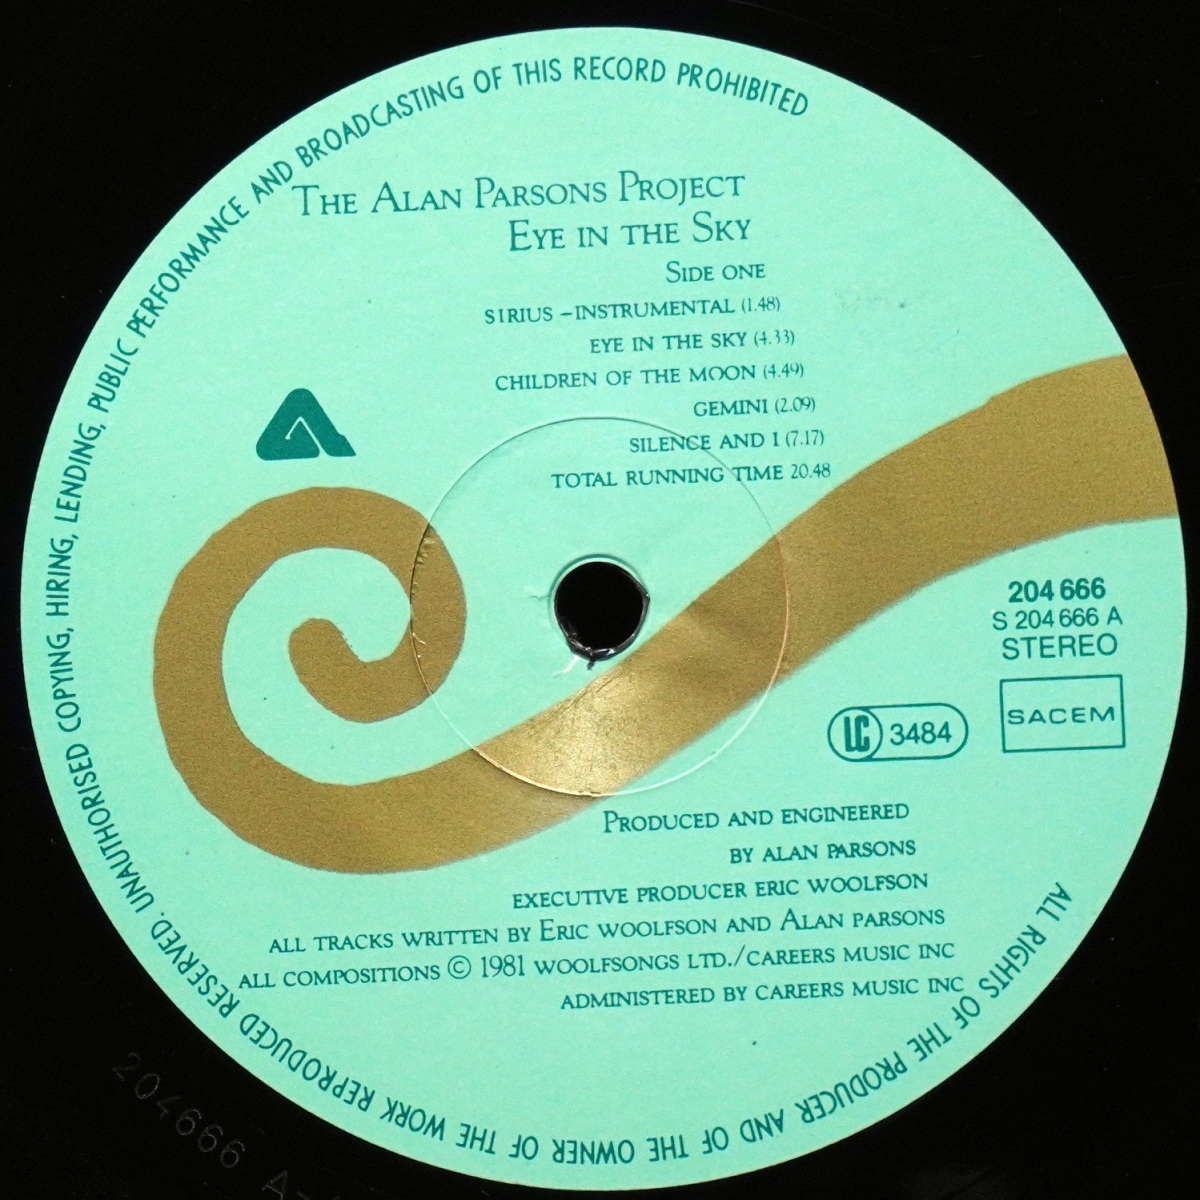 ALL RIGHTS OF THE PRODUCER AND OF THE OWNER OF THE WORK REPRODUCED RESERVED. UNAUTHORISED COPYING, HIRING, LENDING, PUBLIC PERFORMANCE AND BROADCASTING OF THIS RECORD PROHIBITED
THE ALAN PARSONS PROJECT
EYE IN THE SKY
SIDE ONE
SIRIUS –INSTRUMENTAL (1.48)
EYE IN THE SKY (4.33)
CHILDREN OF THE MOON (4.49)
GEMINI (2.09)
SILENCE AND I (7.17)
TOTAL RUNNING TIME 20.48
204 666
S 204 666 A
STEREO
LC 3484
SACEM
PRODUCED AND ENGINEERED
BY ALAN PARSONS
EXECUTIVE PRODUCER ERIC WOOLFSON
ALL TRACKS WRITTEN BY ERIC WOOLFSON AND ALAN PARSONS
ALL COMPOSITIONS © 1981 WOOLFSONGS LTD./CAREERS MUSIC INC
ADMINISTERED BY CAREERS MUSIC INC
204666